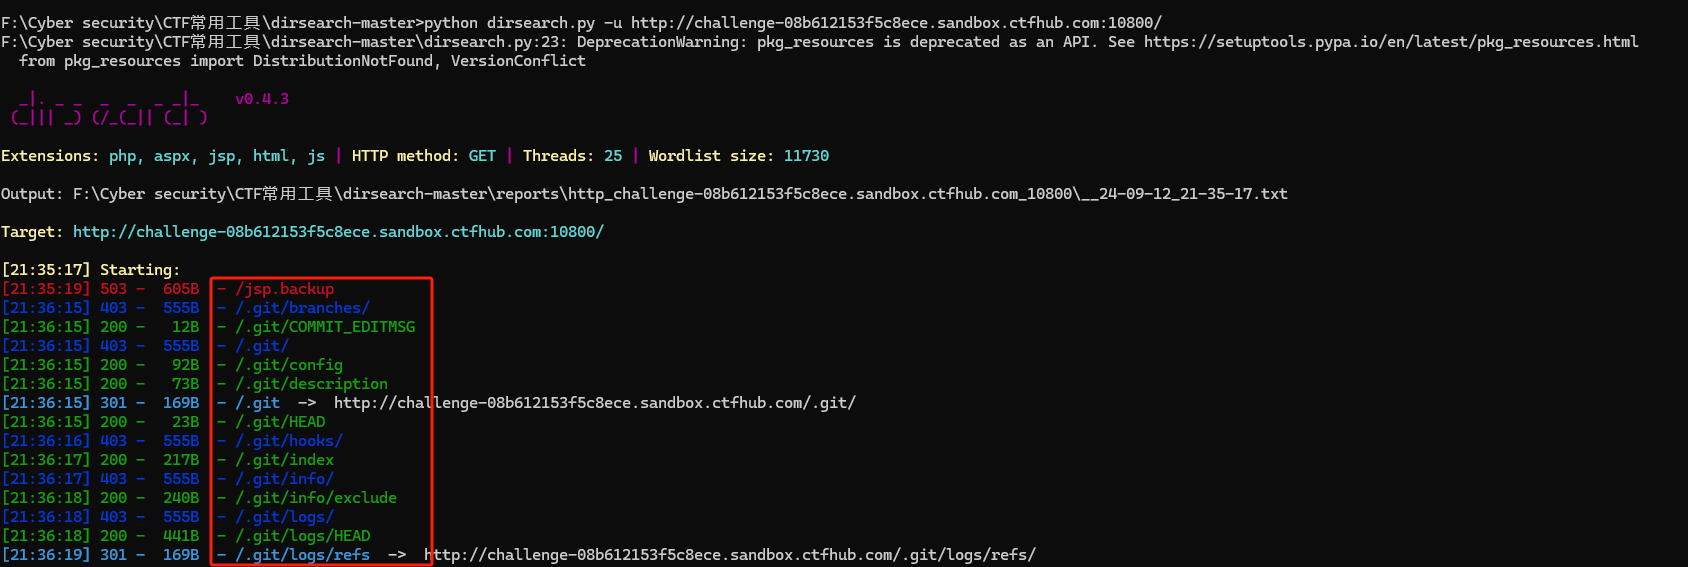 F:\Cyber security\CTF常用工具\dirsearch-master>python dirsearch.py -u http://challenge-08b612153f5c8ece.sandbox.ctfhub.com:10800/
F:\Cyber security\CTF常用工具\dirsearch-master\dirsearch.py:23: DeprecationWarning: pkg_resources is deprecated as an API. See https://setuptools.pypa.io/en/latest/pkg_resources.html
  from pkg_resources import DistributionNotFound, VersionConflict
  _|. _ _  _  _  _ _|_    v0.4.3
 (_||| _) (/_(_|| (_| )
Extensions: php, aspx, jsp, html, js | HTTP method: GET | Threads: 25 | Wordlist size: 11730
Output: F:\Cyber security\CTF常用工具\dirsearch-master\reports\http_challenge-08b612153f5c8ece.sandbox.ctfhub.com_10800\__24-09-12_21-35-17.txt
Target: http://challenge-08b612153f5c8ece.sandbox.ctfhub.com:10800/
[21:35:17] Starting:
[21:35:19] 503 -  605B  - /jsp.backup
[21:36:15] 403 -  555B  - /.git/branches/
[21:36:15] 200 -   12B  - /.git/COMMIT_EDITMSG
[21:36:15] 403 -  555B  - /.git/
[21:36:15] 200 -   92B  - /.git/config
[21:36:15] 200 -   73B  - /.git/description
[21:36:15] 301 -  169B  - /.git  ->  http://challenge-08b612153f5c8ece.sandbox.ctfhub.com/.git/
[21:36:15] 200 -   23B  - /.git/HEAD
[21:36:16] 403 -  555B  - /.git/hooks/
[21:36:17] 200 -  217B  - /.git/index
[21:36:17] 403 -  555B  - /.git/info/
[21:36:18] 200 -  240B  - /.git/info/exclude
[21:36:18] 403 -  555B  - /.git/logs/
[21:36:18] 200 -  441B  - /.git/logs/HEAD
[21:36:19] 301 -  169B  - /.git/logs/refs  ->  http://challenge-08b612153f5c8ece.sandbox.ctfhub.com/.git/logs/refs/